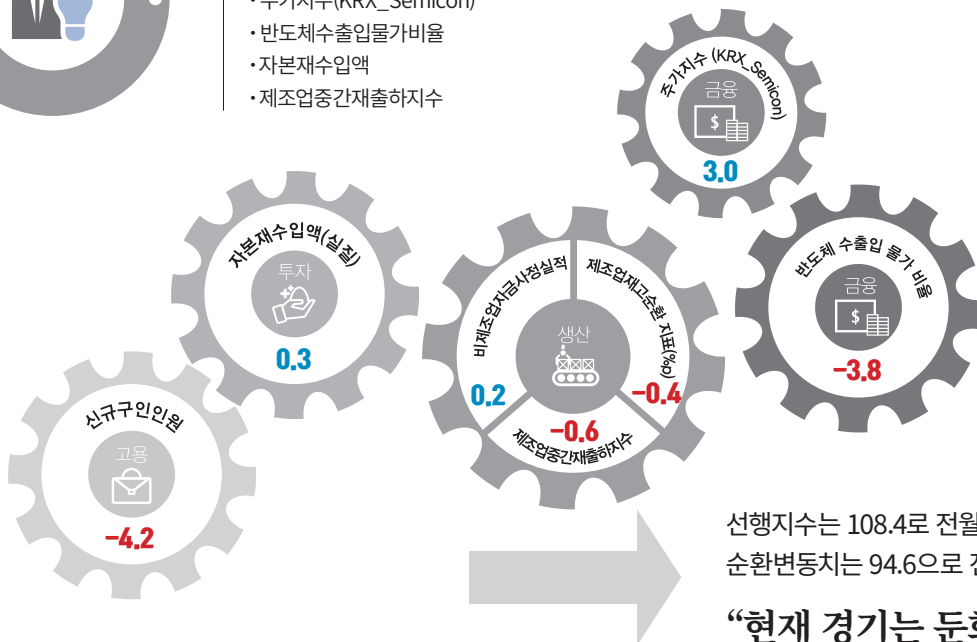 주가지수(KRX_Semicon)
• 반도체수출입물가비율
• 자본재수입액
• 제조업중간재출하지수
주가지수 (KRX_Semicon)
금융
$
3.0
자본재수입액(실질)
투자
0.3
비제조업자금사정실적
0.2
제조업재고순환 지표(%p)
-0.4
생산
-0.6
제조업중간재출하지수
반도체 수출입 물가 비율
금융
$
-3.8
신규구인인원
고용
-4.2
선행지수는 108.4로 전월
순환변동치는 94.6으로
“현재 경기는